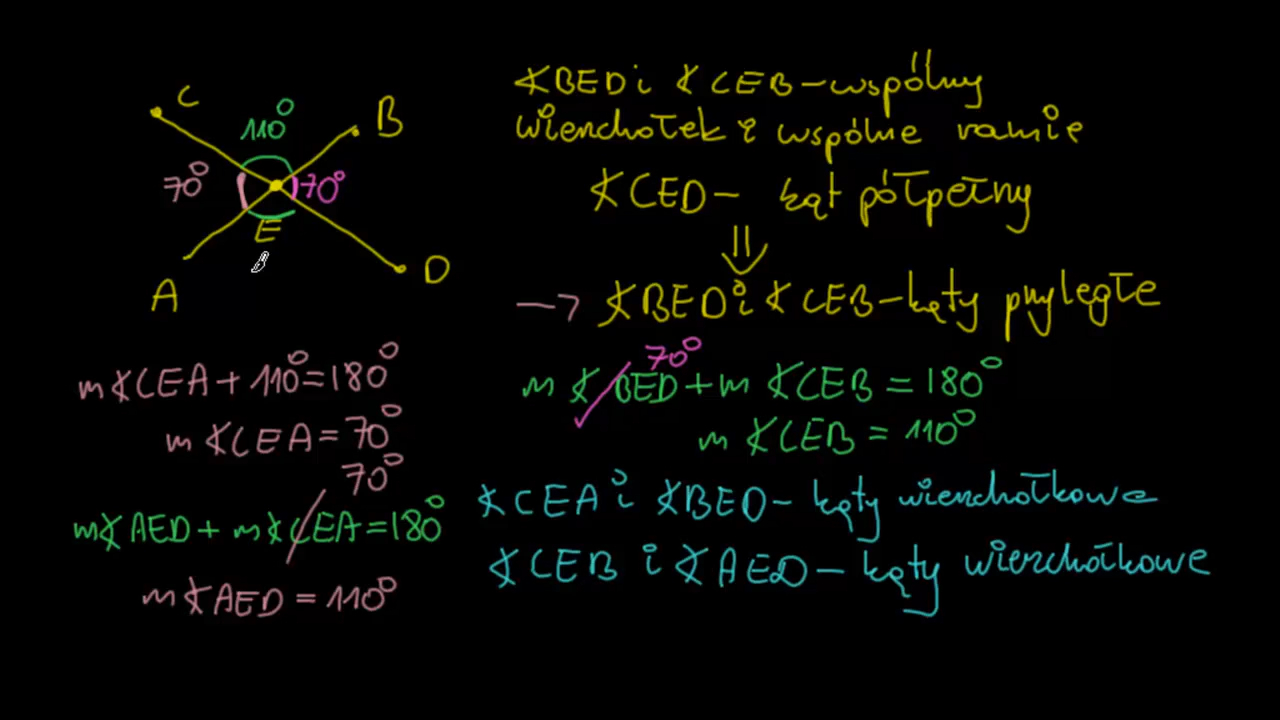 C
110°
B
70°
70°
E
A
D
∢BED i ∢CEB – wspólny
wierzchołek i wspólne ramię
∢CED – kąt półpełny
⇓
→ ∢BED i ∢CEB – kąty przyległe
70°
m∢BED + m∢CEB = 180°
m∢CEB = 110°
∢CEA i ∢BED – kąty wierzchołkowe
∢CEB i ∢AED – kąty wierzchołkowe
m∢CEA + 110° = 180°
m∢CEA = 70°
70°
m∢AED + m∢CEA = 180°
m∢AED = 110°